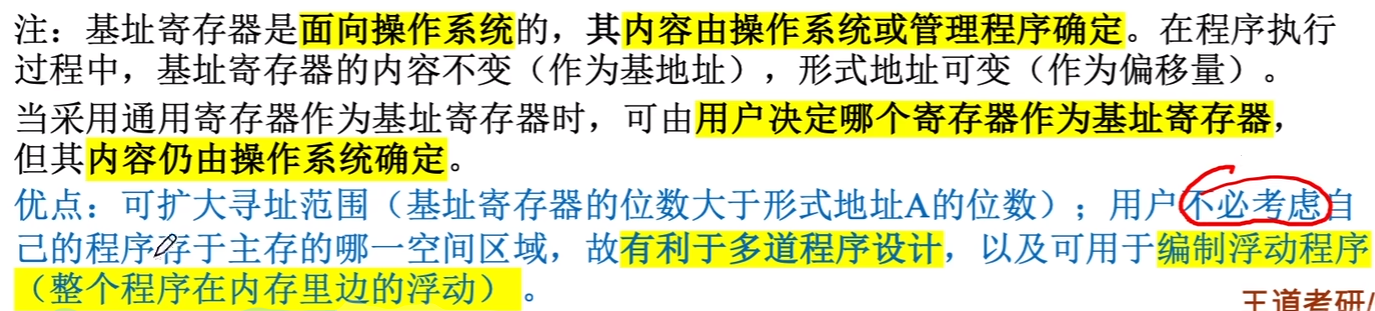 注：基址寄存器是面向操作系统的，其内容由操作系统或管理程序确定。在程序执行
过程中，基址寄存器的内容不变（作为基地址），形式地址可变（作为偏移量）。
当采用通用寄存器作为基址寄存器时，可由用户决定哪个寄存器作为基址寄存器，
但其内容仍由操作系统确定。
优点：可扩大寻址范围（基址寄存器的位数大于形式地址A的位数）；用户不必考虑自
己的程序存于主存的哪一空间区域，故有利于多道程序设计，以及可用于编制浮动程序
（整个程序在内存里边的浮动）。
王道考研/